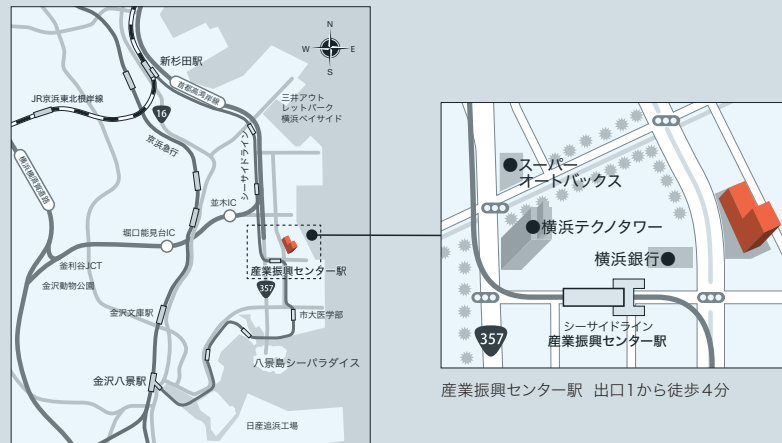 N
W E
S
新杉田駅
首都高湾岸線
JR京浜東北根岸線
16
三井アウト
レットパーク
横浜ベイサイド
京浜急行
シーサイドライン
横浜横須賀道路
並木IC
堀口能見台IC
釜利谷JCT
金沢動物公園
産業振興センター駅
357
金沢文庫駅
市大医学部
八景島シーパラダイス
金沢八景駅
日産追浜工場
スーパー
オートバックス
横浜テクノタワー
横浜銀行
シーサイドライン
産業振興センター駅
357
産業振興センター駅 出口1から徒歩4分